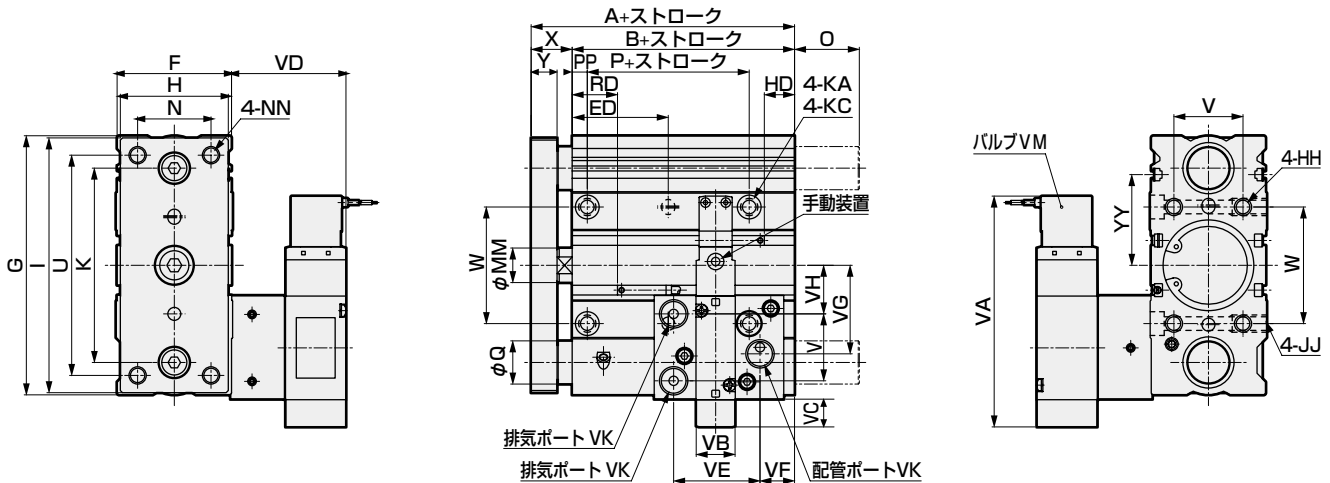 A+ストローク
X
B+ストローク
O
Y
PP
P+ストローク
RD
HD
4-KA
ED
4-KC
F
VD
H
N
4-NN
G
I
U
K
W
φMM
φQ
手動装置
VH
VG
V
VC
VB
VE
VF
排気ポートVK
排気ポートVK
配管ポートVK
V
バルブVM
4-HH
YY
W
VA
4-JJ